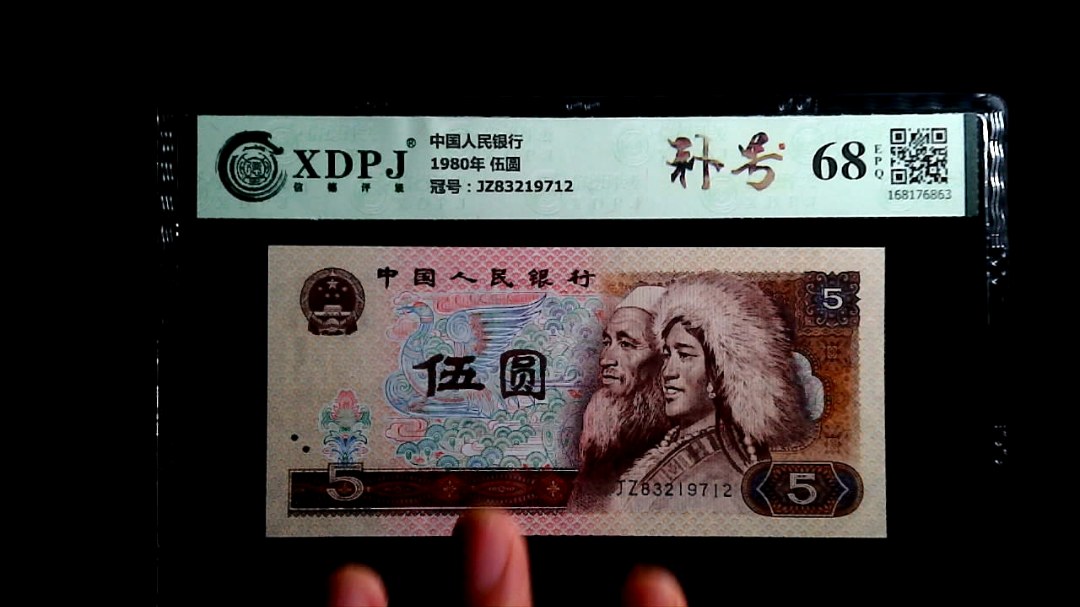 XDPJ®
信德评级
中国人民银行
1980年 伍圆
冠号：JZ83219712
补号
68
EPQ
168176863
中国人民银行
5
伍圆
5
JZ83219712
5